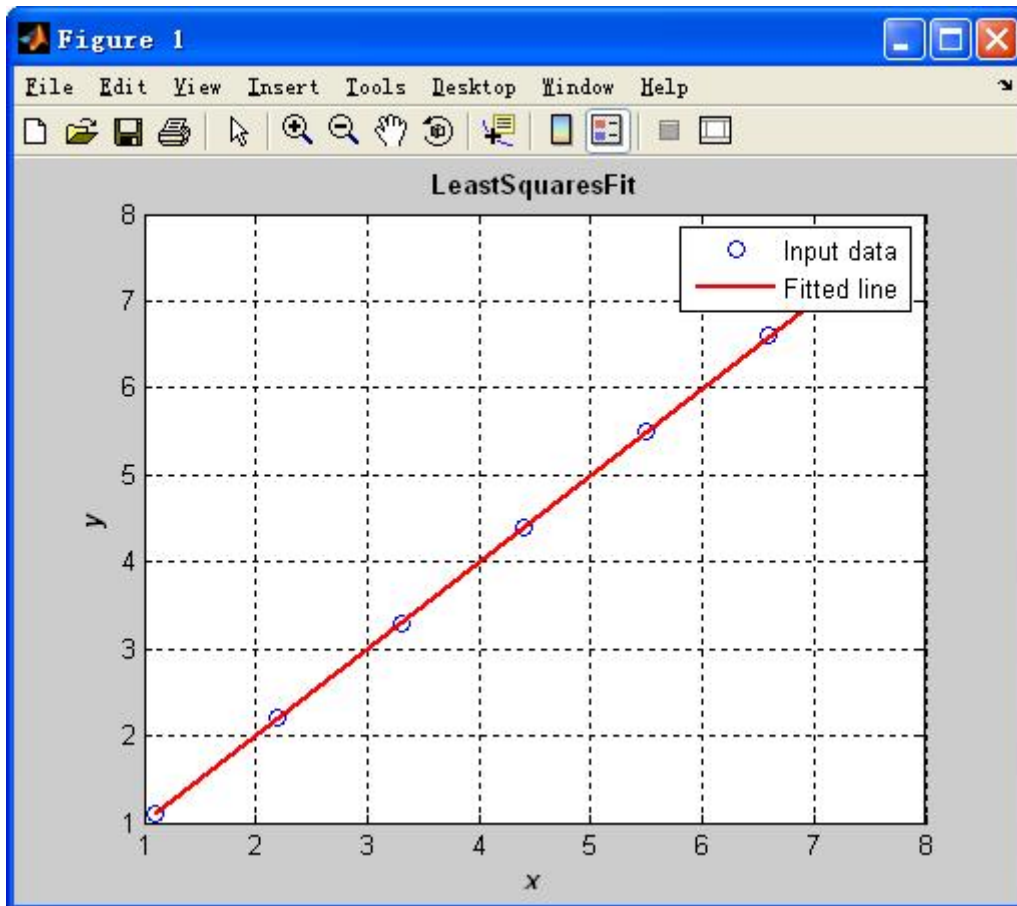 Figure 1
File Edit View Insert Tools Desktop Window Help
LeastSquaresFit
Input data
Fitted line
8
7
6
5
4
3
2
1
y
1 2 3 4 5 6 7 8
x